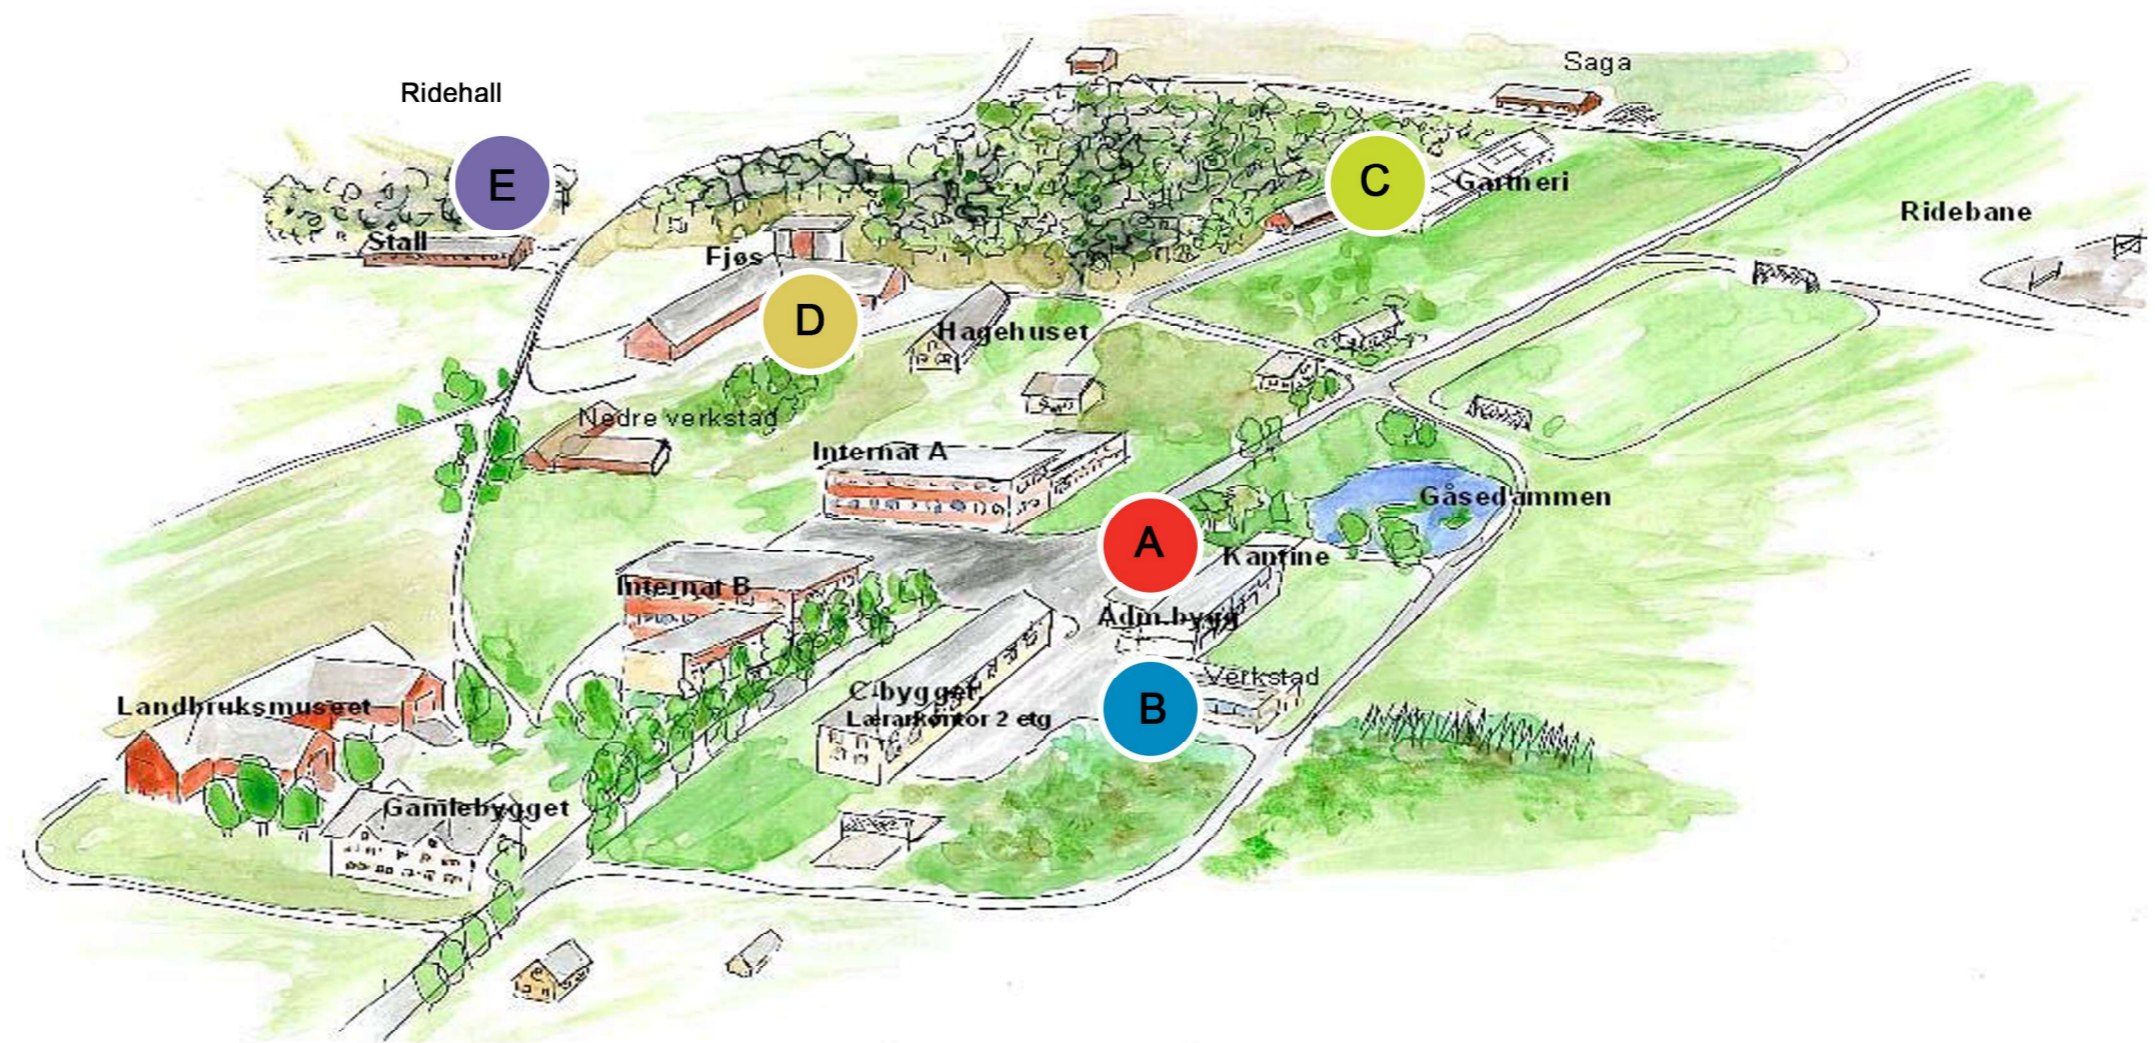 Saga
Ridehall
E
C
Gartneri
Ridebane
Stall
Fjøs
D
Hagehuset
Nedre verkstad
Internat A
Gåsedammen
A
Kantine
Internat B
Adm.bygg
Verkstad
C-bygget
B
Landbruksmuseet
Lærarkontor 2 etg
Gamlebygget